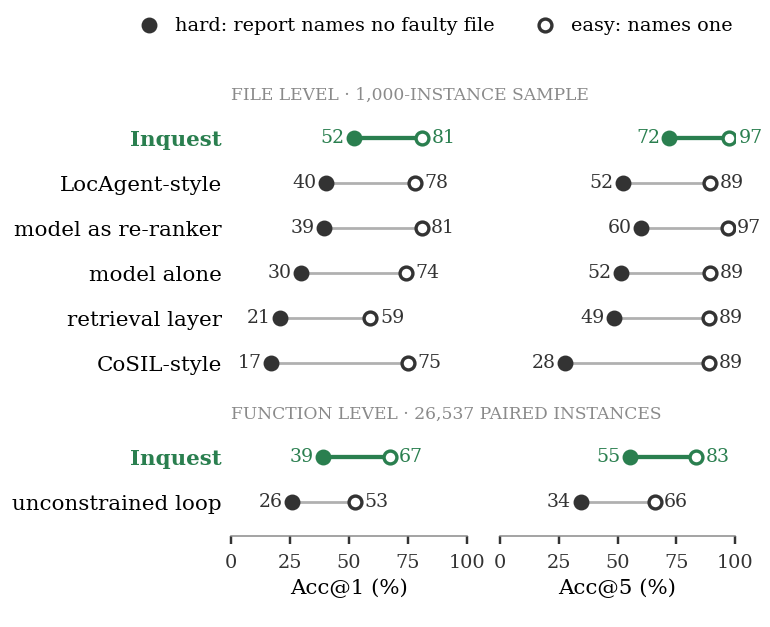 hard: report names no faulty file easy: names one
FILE LEVEL · 1,000-INSTANCE SAMPLE
Inquest 52 81 72 97
LocAgent-style 40 78 52 89
model as re-ranker 39 81 60 97
model alone 30 74 52 89
retrieval layer 21 59 49 89
CoSIL-style 17 75 28 89
FUNCTION LEVEL · 26,537 PAIRED INSTANCES
Inquest 39 67 55 83
unconstrained loop 26 53 34 66
0 25 50 75 100 0 25 50 75 100
Acc@1 (%) Acc@5 (%)